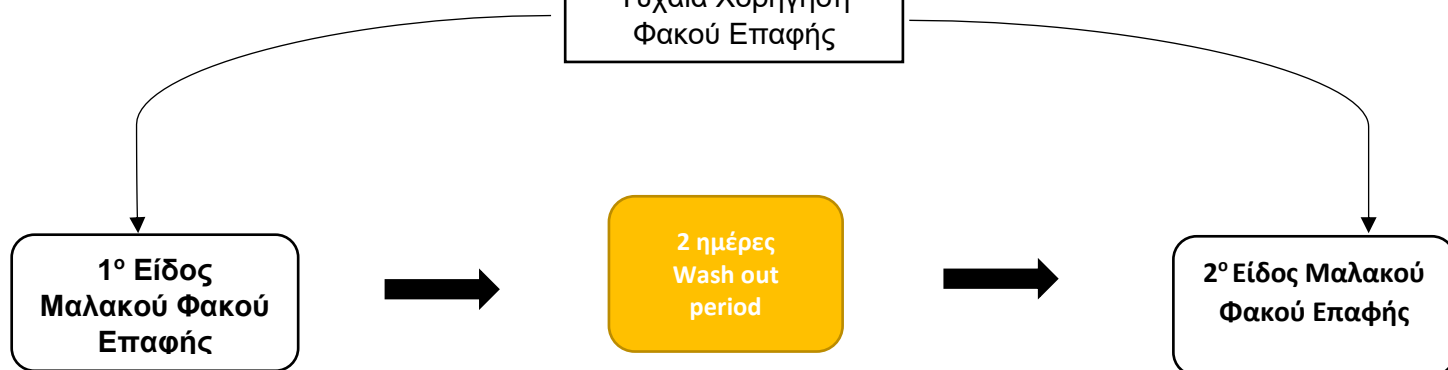 Φακού Επαφής
1ο Είδος
Μαλακού Φακού
Επαφής
2 ημέρες
Wash out
period
2ο Είδος Μαλακού
Φακού Επαφής